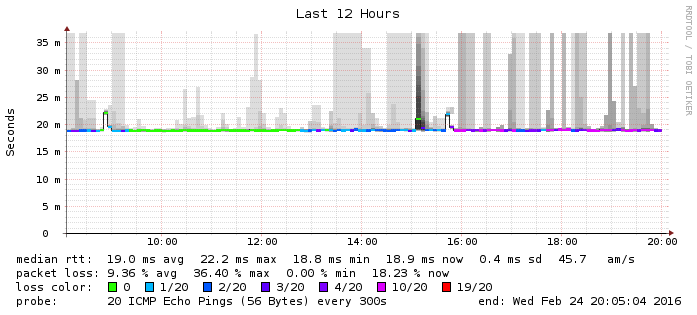 Last 12 Hours
RRDTOOL / TOBI OETIKER
Seconds
35 m
30 m
25 m
20 m
15 m
10 m
5 m
0
10:00 12:00 14:00 16:00 18:00 20:00
median rtt: 19.0 ms avg 22.2 ms max 18.8 ms min 18.9 ms now 0.4 ms sd 45.7 am/s
packet loss: 9.36 % avg 36.40 % max 0.00 % min 18.23 % now
loss color: 0 1/20 2/20 3/20 4/20 10/20 19/20
probe: 20 ICMP Echo Pings (56 Bytes) every 300s end: Wed Feb 24 20:05:04 2016